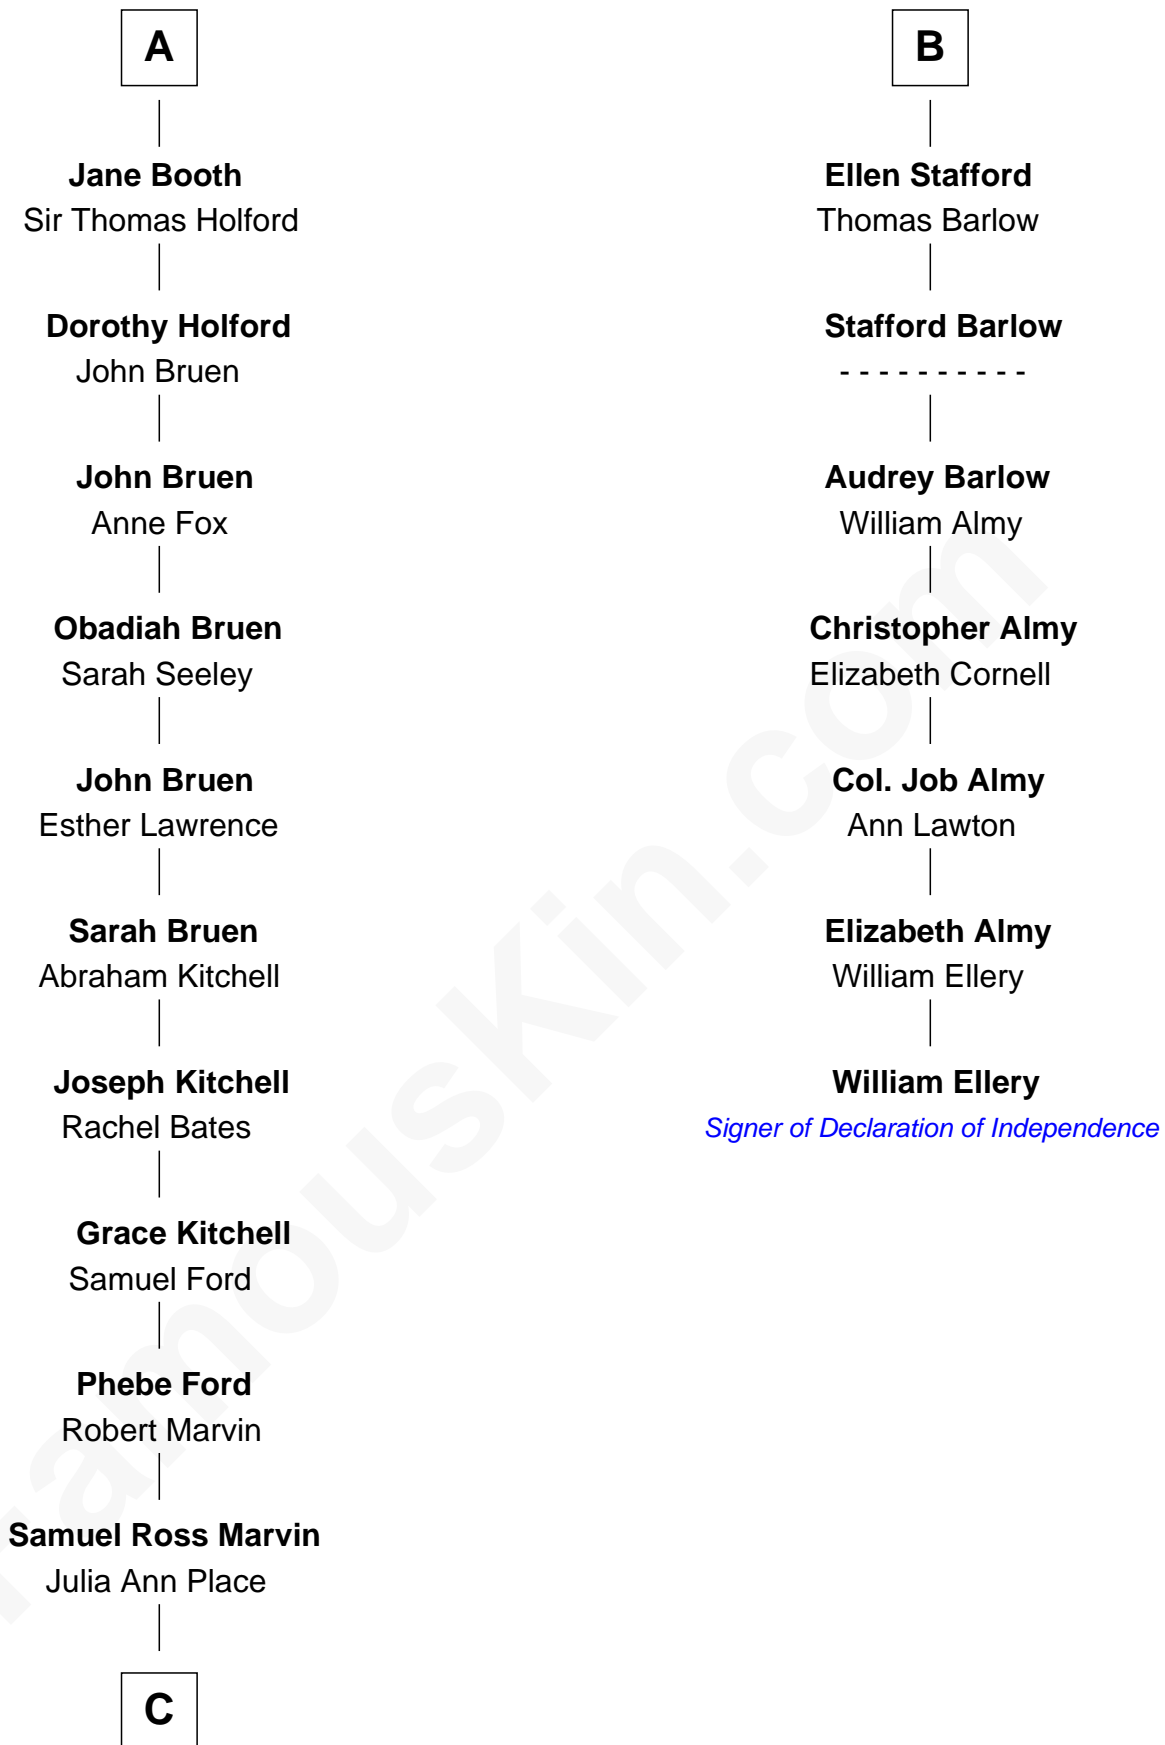 A
Jane Booth
Sir Thomas Holford
Dorothy Holford
John Bruen
John Bruen
Anne Fox
Obadiah Bruen
Sarah Seeley
John Bruen
Esther Lawrence
Sarah Bruen
Abraham Kitchell
Joseph Kitchell
Rachel Bates
Grace Kitchell
Samuel Ford
Phebe Ford
Robert Marvin
Samuel Ross Marvin
Julia Ann Place
C
B
Ellen Stafford
Thomas Barlow
Stafford Barlow
- - - - - - - - - -
Audrey Barlow
William Almy
Christopher Almy
Elizabeth Cornell
Col. Job Almy
Ann Lawton
Elizabeth Almy
William Ellery
William Ellery
Signer of Declaration of Independence
FamousKin.com